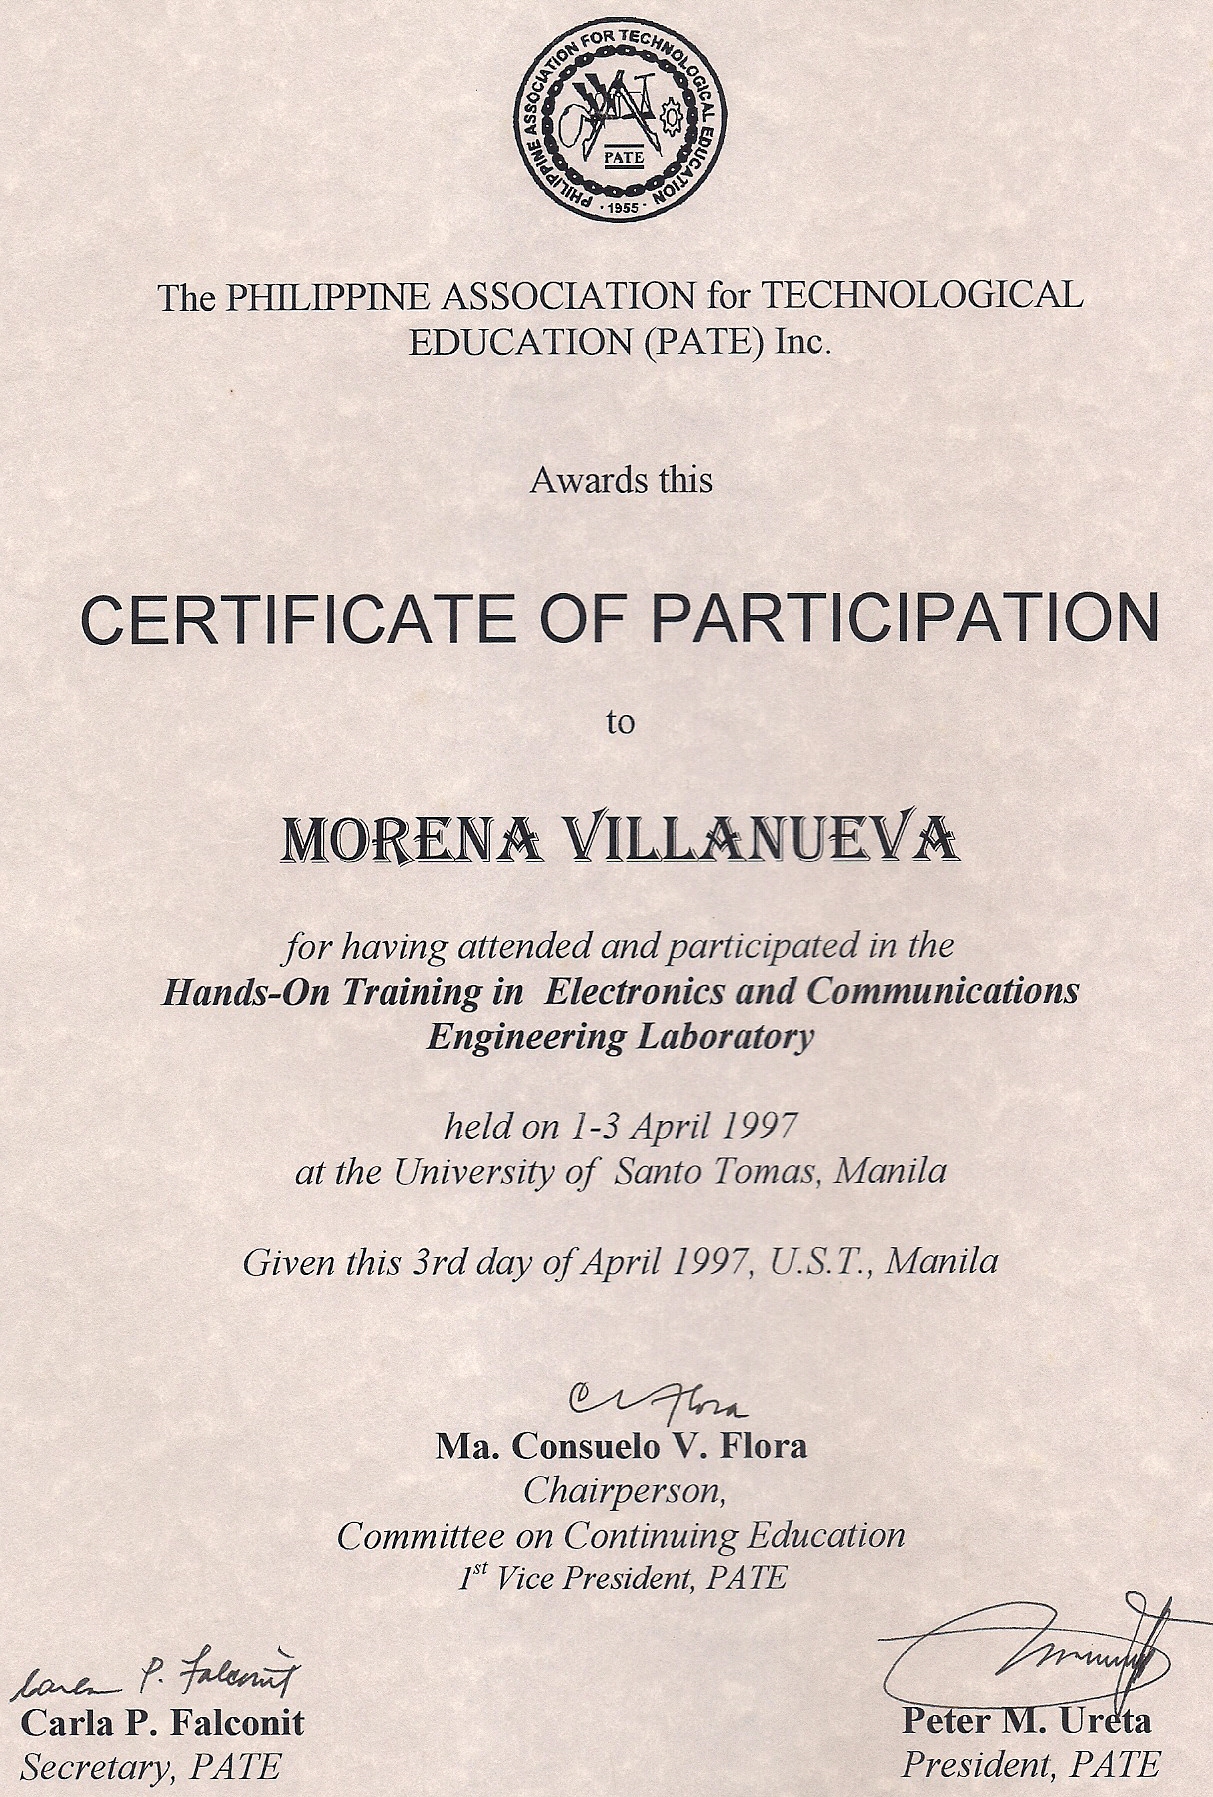 PHILIPPINE ASSOCIATION FOR TECHNOLOGICAL EDUCATION
PATE
· 1955 ·
The PHILIPPINE ASSOCIATION for TECHNOLOGICAL
EDUCATION (PATE) Inc.
Awards this
CERTIFICATE OF PARTICIPATION
to
MORENA VILLANUEVA
for having attended and participated in the
Hands-On Training in Electronics and Communications
Engineering Laboratory
held on 1-3 April 1997
at the University of Santo Tomas, Manila
Given this 3rd day of April 1997, U.S.T., Manila
C V Flora
Ma. Consuelo V. Flora
Chairperson,
Committee on Continuing Education
1st Vice President, PATE
Carla P. Falconit
Carla P. Falconit
Secretary, PATE
Peter M. Ureta
President, PATE